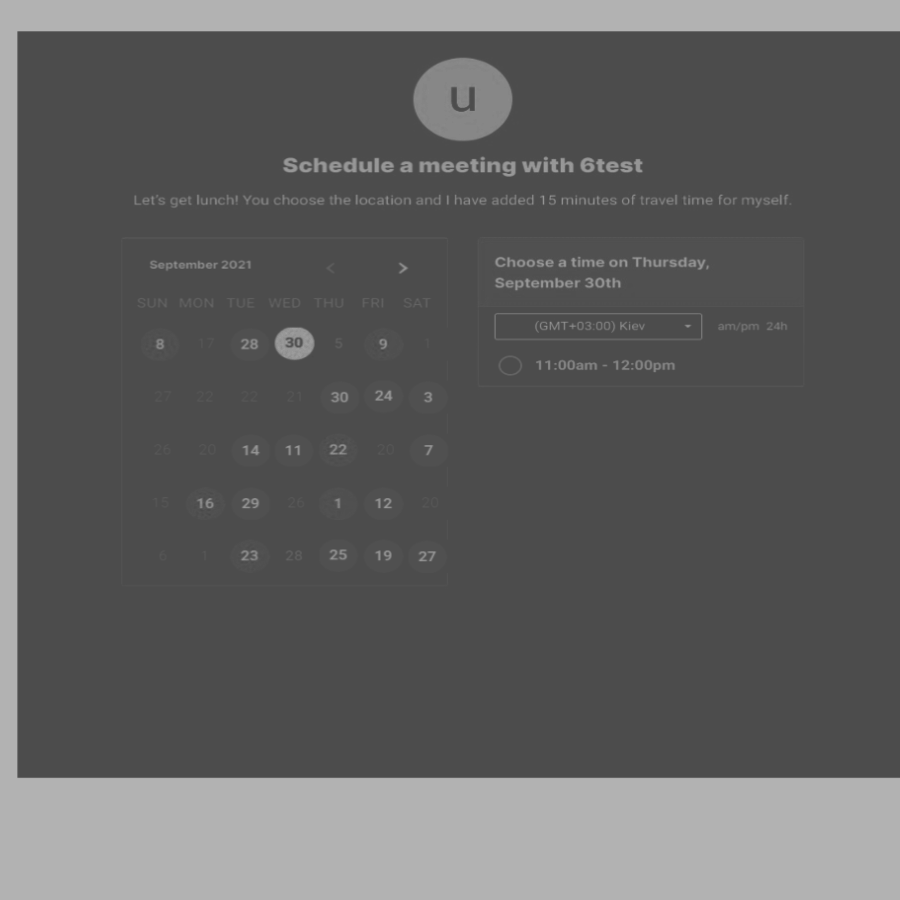 u
Schedule a meeting with 6test
Let's get lunch! You choose the location and I have added 15 minutes of travel time for myself.
September 2021
SUN MON TUE WED THU FRI SAT
8 17 28 30 5 9 1
27 22 22 21 30 24 3
26 20 14 11 22 20 7
15 16 29 26 1 12 20
6 1 23 28 25 19 27
Choose a time on Thursday,
September 30th
(GMT+03:00) Kiev am/pm 24h
11:00am - 12:00pm